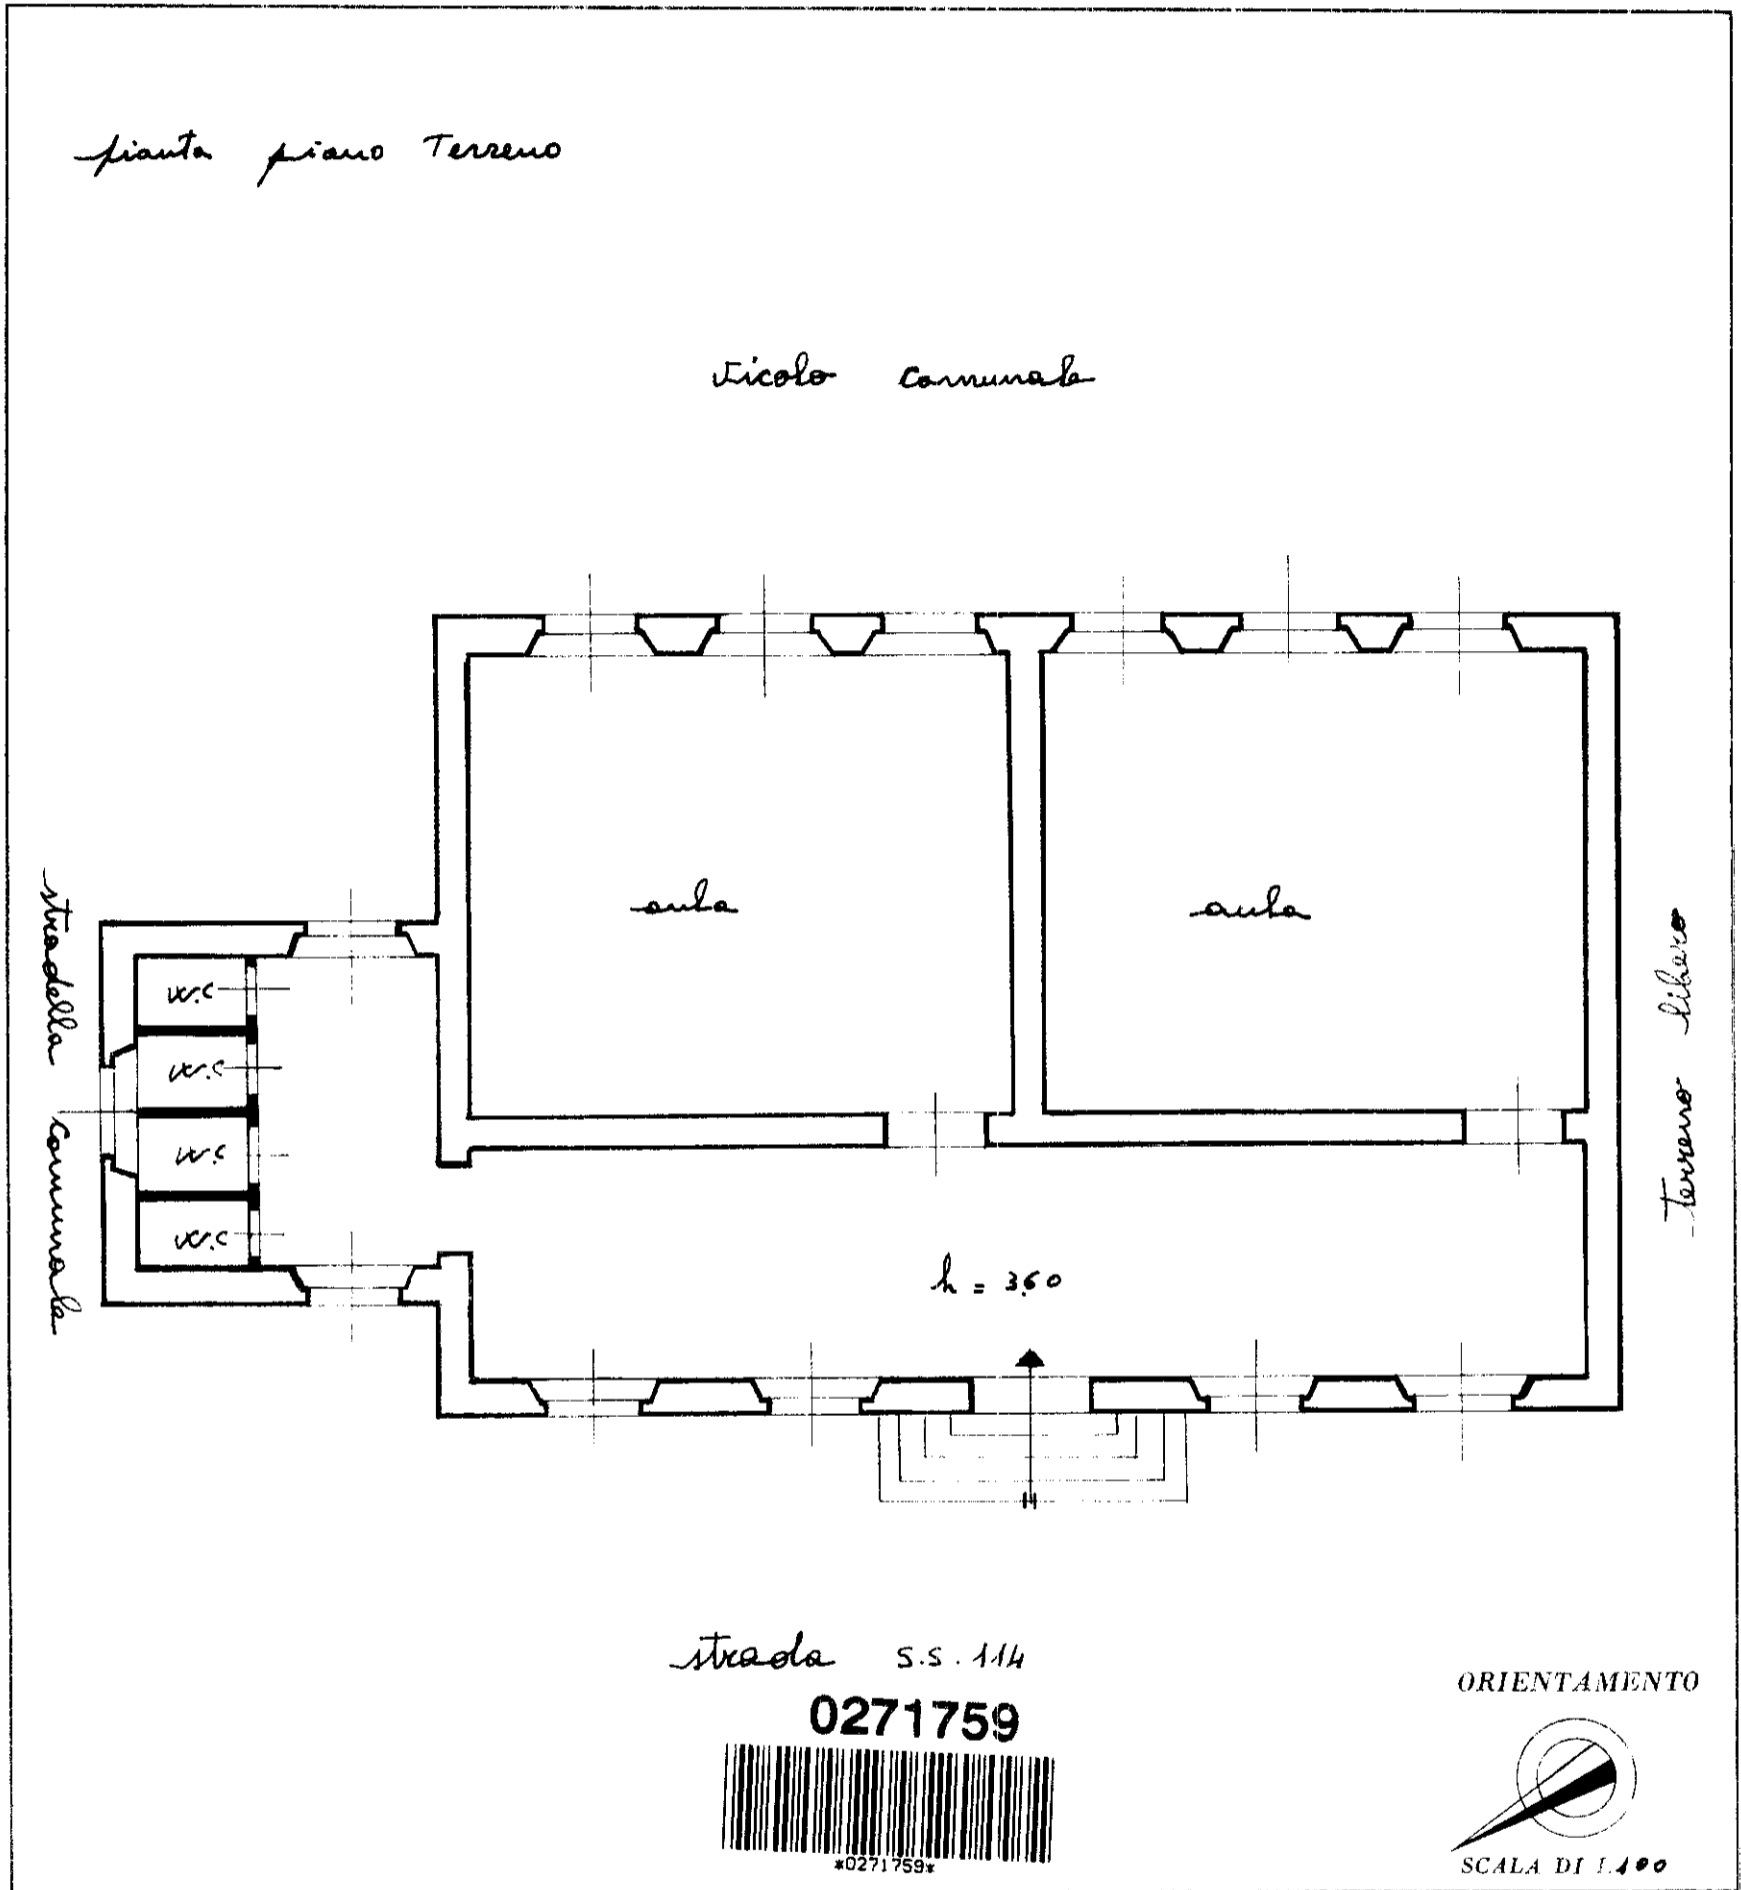 pianta piano Terreno
vicolo comunale
aula
aula
stradella comunale
w.c
w.c
w.c
w.c
terreno libero
h = 3.60
strada S.S. 114
0271759
*0271759*
ORIENTAMENTO
SCALA DI 1.100